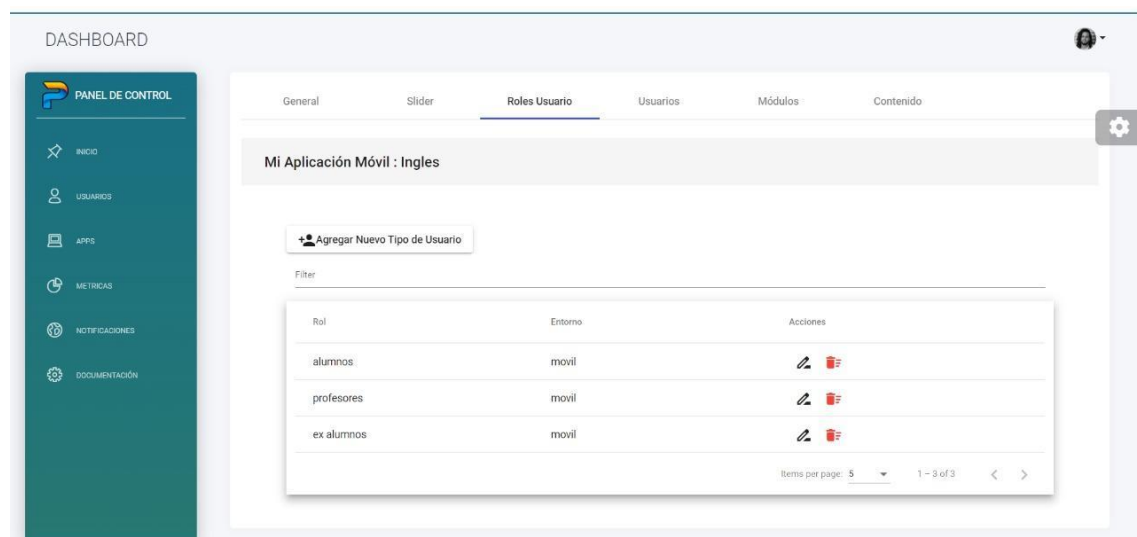 DASHBOARD
PANEL DE CONTROL
INICIO
USUARIOS
APPS
METRICAS
NOTIFICACIONES
DOCUMENTACIÓN
General Slider Roles Usuario Usuarios Módulos Contenido
Mi Aplicación Móvil : Ingles
Agregar Nuevo Tipo de Usuario
Filter
Rol Entorno Acciones
alumnos movil
profesores movil
ex alumnos movil
Items per page: 5 1 – 3 of 3